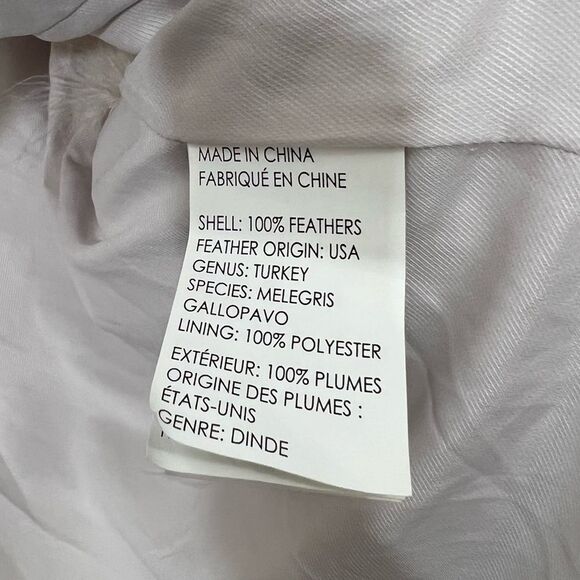 MADE IN CHINA
FABRIQUÉ EN CHINE
SHELL: 100% FEATHERS
FEATHER ORIGIN: USA
GENUS: TURKEY
SPECIES: MELEGRIS
GALLOPAVO
LINING: 100% POLYESTER
EXTÉRIEUR: 100% PLUMES
ORIGINE DES PLUMES :
ÉTATS-UNIS
GENRE: DINDE